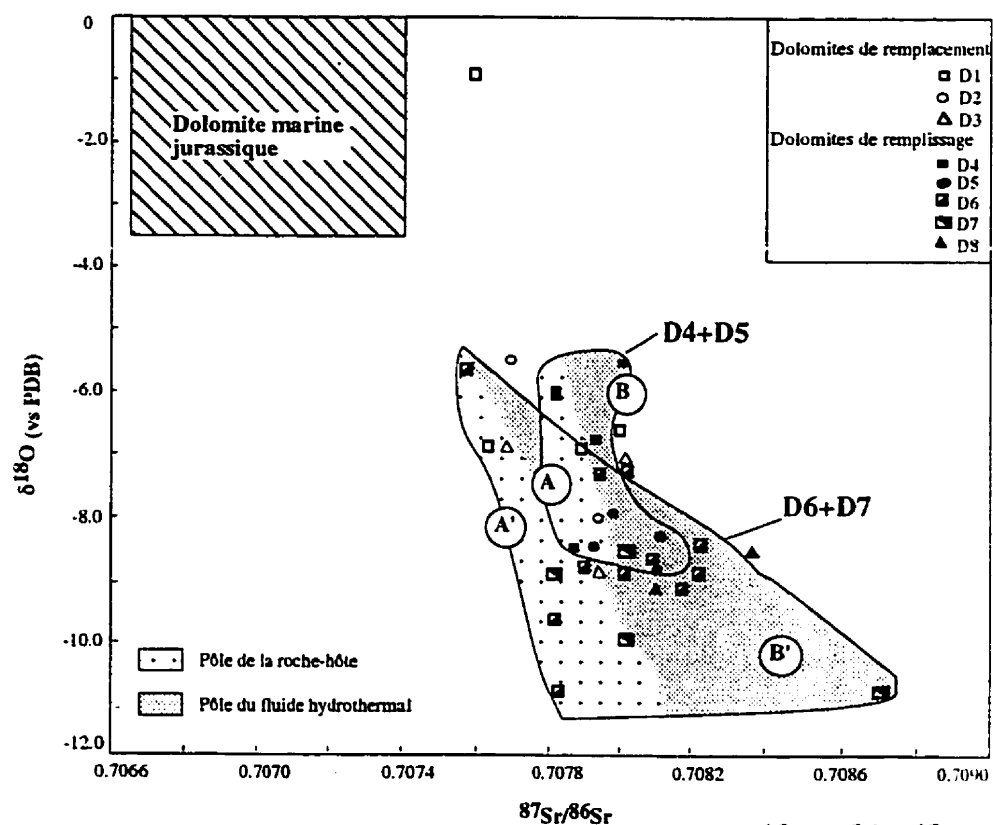 0
-2.0
-4.0
-6.0
-8.0
-10.0
-12.0
δ18O (vs PDB)
Dolomite marine
jurassique
Dolomites de remplacement
D1
D2
D3
Dolomites de remplissage
D4
D5
D6
D7
D8
D4+D5
B
A
A'
D6+D7
B'
Pôle de la roche-hôte
Pôle du fluide hydrothermal
0.7066
0.7070
0.7074
0.7078
0.7082
0.7086
0.7090
87Sr/86Sr